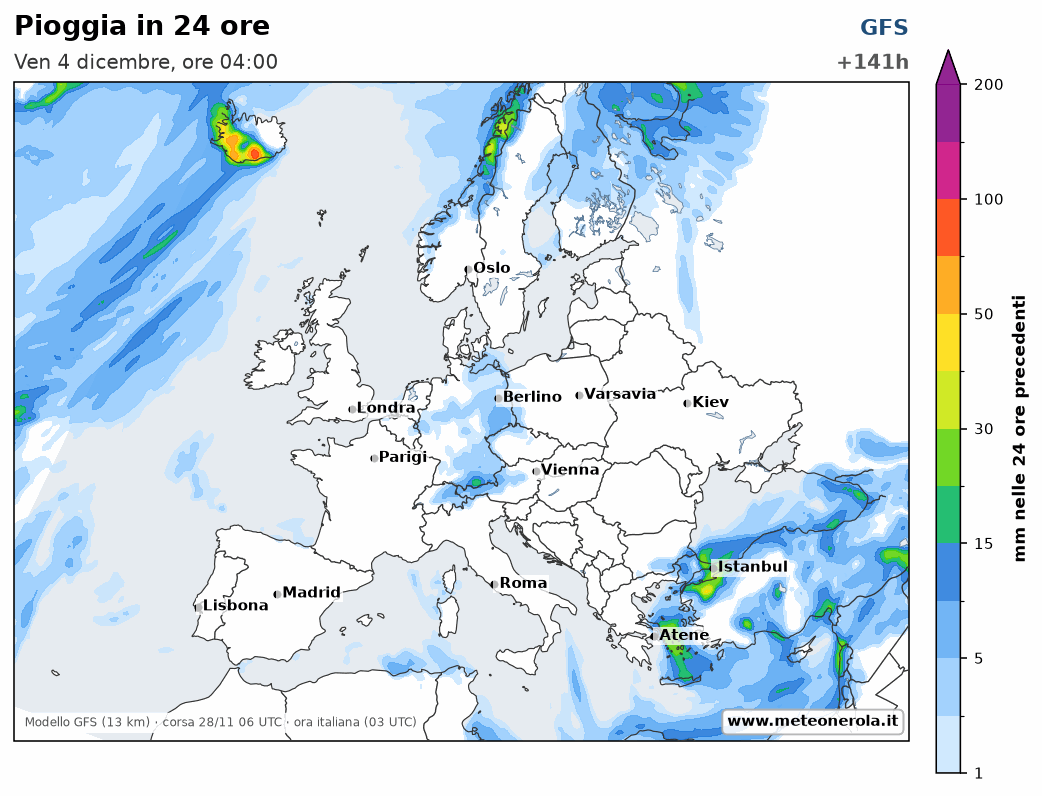 Pioggia in 24 ore
GFS
Ven 4 dicembre, ore 04:00
+141h
200
100
50
30
15
5
1
mm nelle 24 ore precedenti
Oslo
Londra
Berlino
Varsavia
Kiev
Parigi
Vienna
Istanbul
Roma
Madrid
Lisbona
Atene
Modello GFS (13 km) · corsa 28/11 06 UTC · ora italiana (03 UTC)
www.meteonerola.it